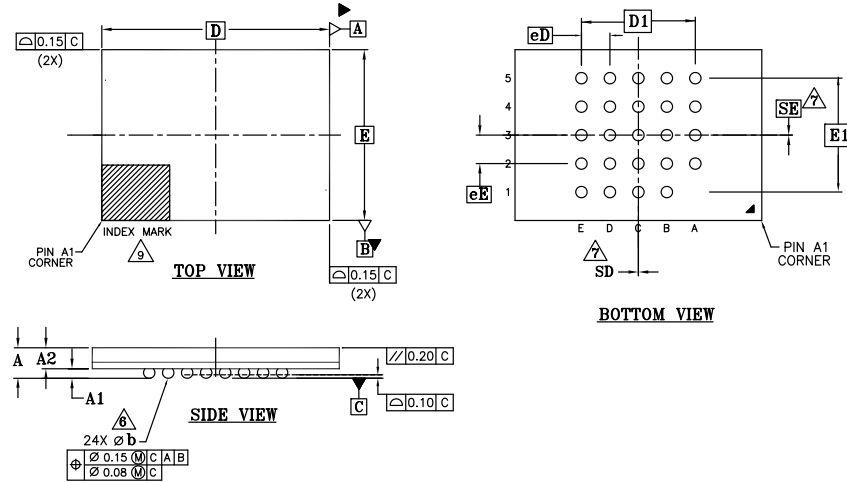 D
A
⌓ 0.15 C
(2X)
E
INDEX MARK
PIN A1
CORNER
9
B
TOP VIEW
⌓ 0.15 C
(2X)
D1
eD
5
4
3
2
1
SE
7
E1
eE
E D C B A
7
SD
PIN A1
CORNER
BOTTOM VIEW
A
A2
A1
// 0.20 C
⌓ 0.10 C
C
SIDE VIEW
6
24X Ø b
⌖ Ø 0.15 Ⓜ C A B
Ø 0.08 Ⓜ C